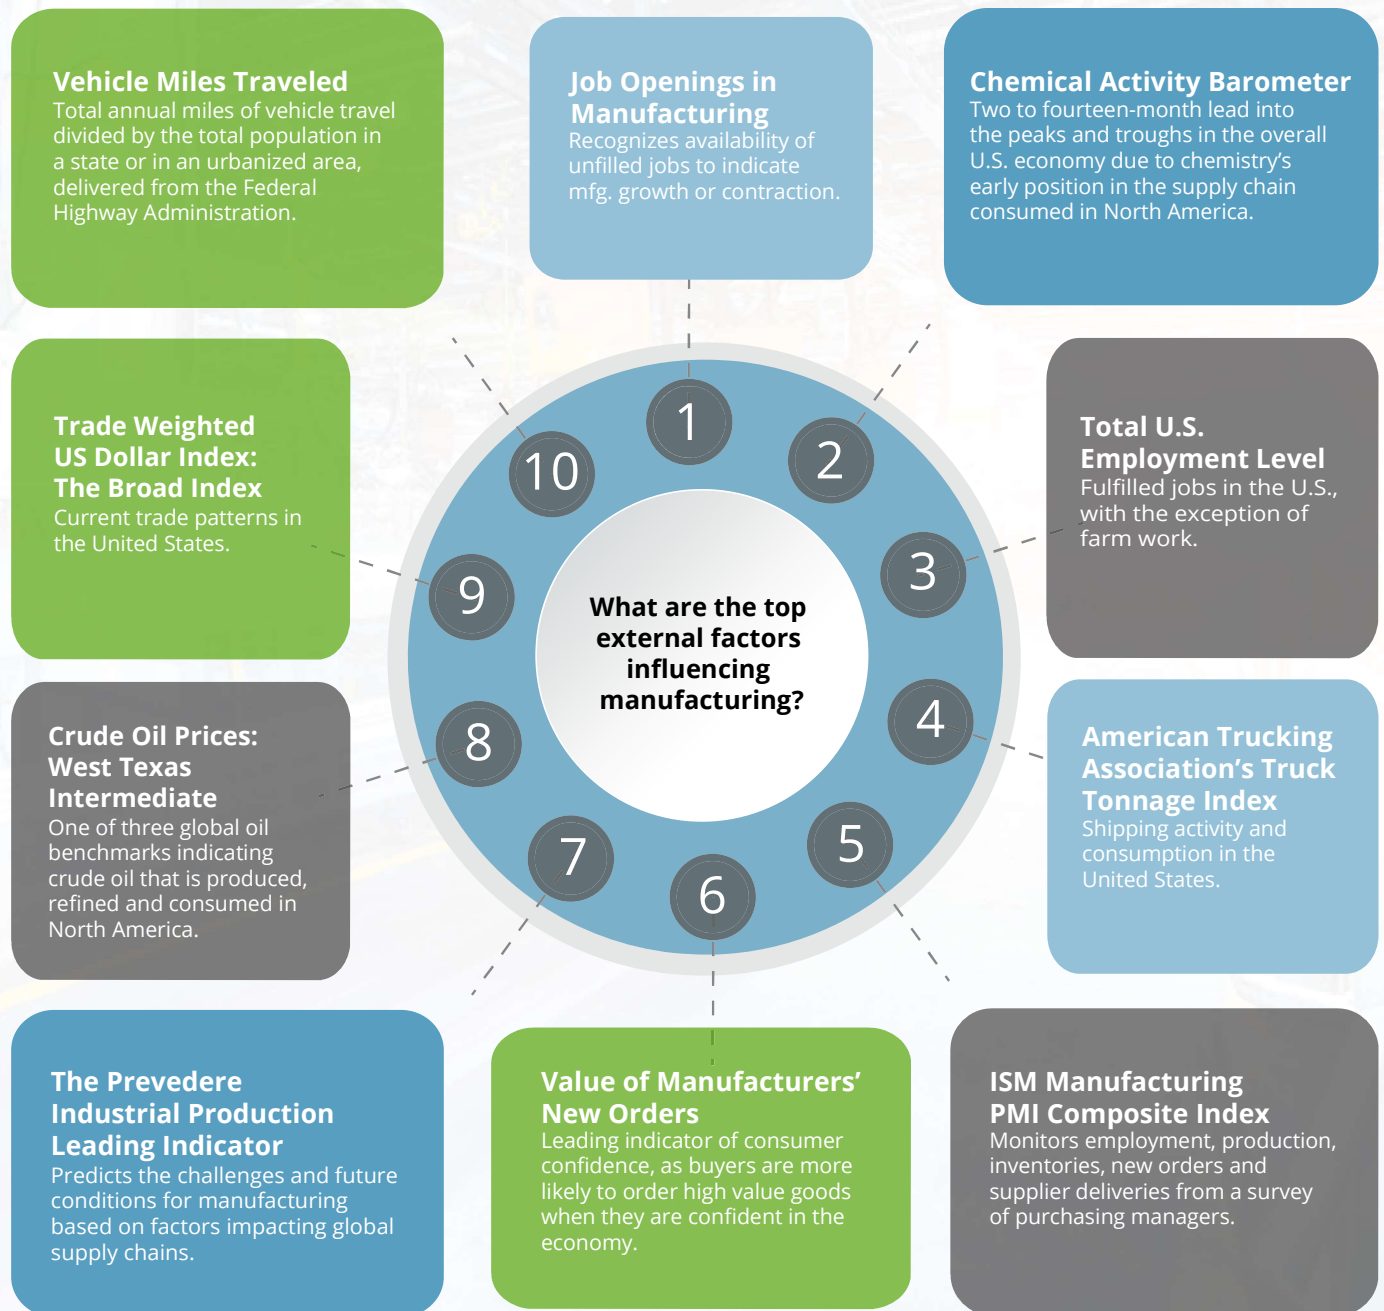 Vehicle Miles Traveled
Total annual miles of vehicle travel
divided by the total population in
a state or in an urbanized area,
delivered from the Federal
Highway Administration.
Job Openings in
Manufacturing
Recognizes availability of
unfilled jobs to indicate
mfg. growth or contraction.
Chemical Activity Barometer
Two to fourteen-month lead into
the peaks and troughs in the overall
U.S. economy due to chemistry’s
early position in the supply chain
consumed in North America.
Trade Weighted
US Dollar Index:
The Broad Index
Current trade patterns in
the United States.
1
2
3
4
5
6
7
8
9
10
What are the top
external factors
influencing
manufacturing?
Total U.S.
Employment Level
Fulfilled jobs in the U.S.,
with the exception of
farm work.
Crude Oil Prices:
West Texas
Intermediate
One of three global oil
benchmarks indicating
crude oil that is produced,
refined and consumed in
North America.
American Trucking
Association’s Truck
Tonnage Index
Shipping activity and
consumption in the
United States.
The Prevedere
Industrial Production
Leading Indicator
Predicts the challenges and future
conditions for manufacturing
based on factors impacting global
supply chains.
Value of Manufacturers’
New Orders
Leading indicator of consumer
confidence, as buyers are more
likely to order high value goods
when they are confident in the
economy.
ISM Manufacturing
PMI Composite Index
Monitors employment, production,
inventories, new orders and
supplier deliveries from a survey
of purchasing managers.